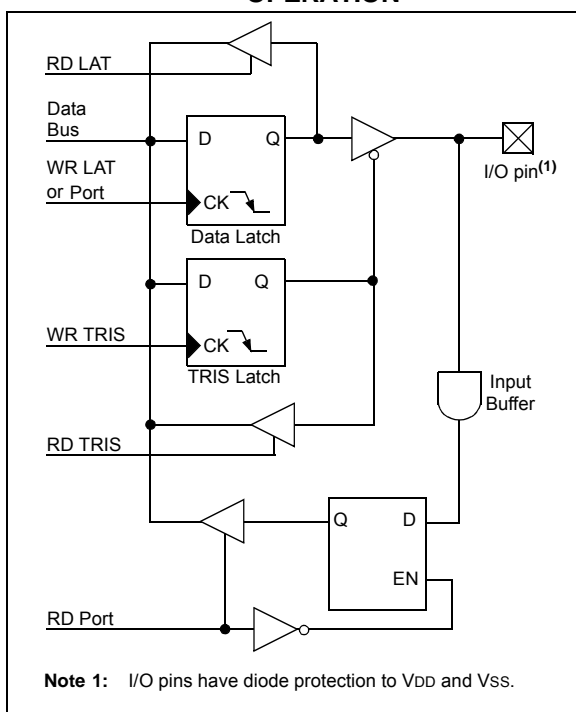 OPERATION
RD LAT
Data
Bus
D Q
WR LAT
or Port
CK
Data Latch
I/O pin(1)
D Q
WR TRIS
CK
TRIS Latch
Input
Buffer
RD TRIS
Q D
EN
RD Port
Note 1: I/O pins have diode protection to VDD and VSS.